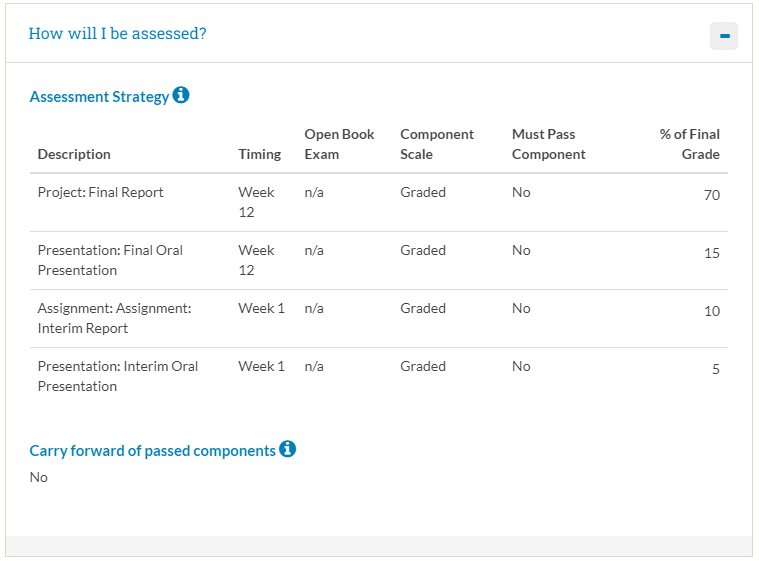 How will I be assessed?
Assessment Strategy
Description Timing Open Book Exam Component Scale Must Pass Component % of Final Grade
Project: Final Report Week 12 n/a Graded No 70
Presentation: Final Oral Presentation Week 12 n/a Graded No 15
Assignment: Assignment: Interim Report Week 1 n/a Graded No 10
Presentation: Interim Oral Presentation Week 1 n/a Graded No 5
Carry forward of passed components
No